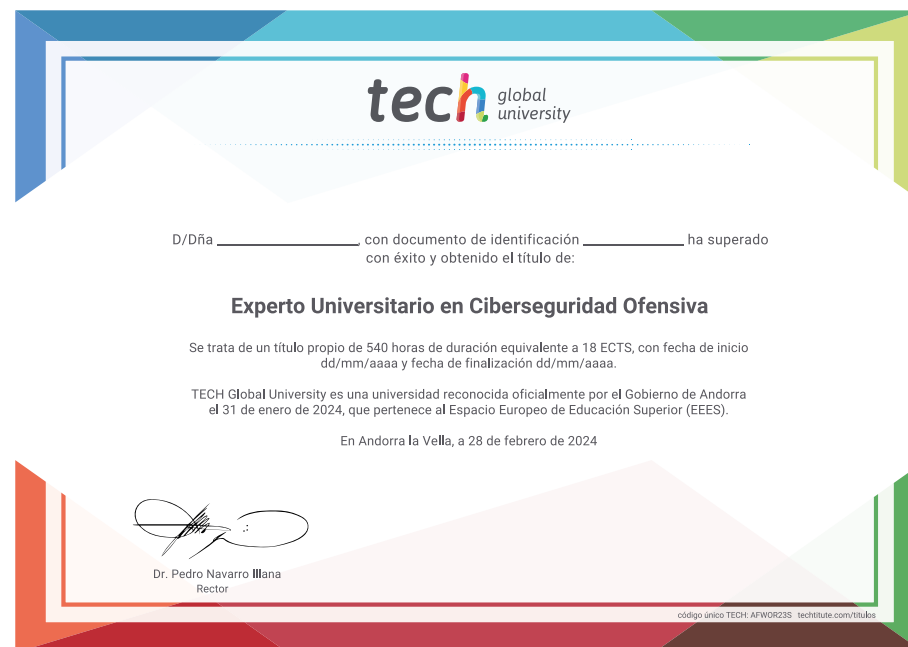 tech global university
D/Dña ____________________, con documento de identificación ______________ ha superado
con éxito y obtenido el título de:
Experto Universitario en Ciberseguridad Ofensiva
Se trata de un título propio de 540 horas de duración equivalente a 18 ECTS, con fecha de inicio
dd/mm/aaaa y fecha de finalización dd/mm/aaaa.
TECH Global University es una universidad reconocida oficialmente por el Gobierno de Andorra
el 31 de enero de 2024, que pertenece al Espacio Europeo de Educación Superior (EEES).
En Andorra la Vella, a 28 de febrero de 2024
Dr. Pedro Navarro Illana
Rector
código único TECH: AFWOR23S techtitute.com/titulos